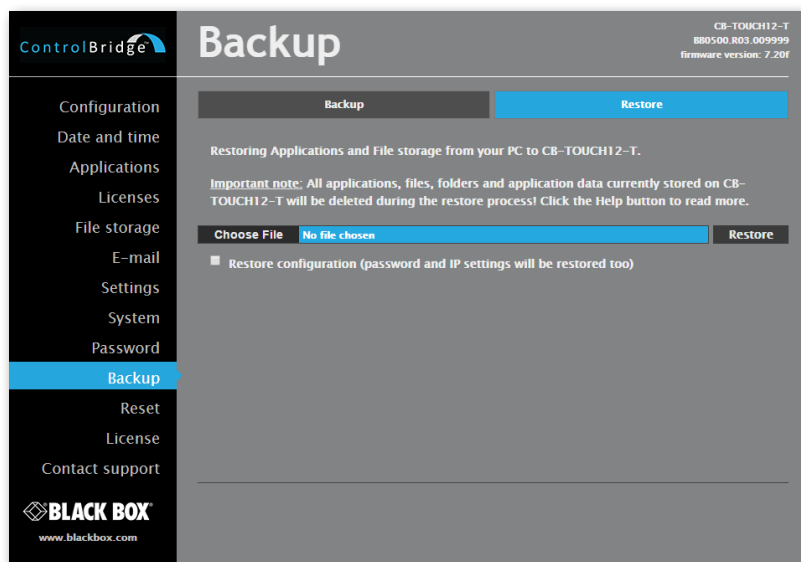 ControlBridge™
Backup
CB-TOUCH12-T
BB0500.R03.009999
firmware version: 7.20f
Configuration
Date and time
Applications
Licenses
File storage
E-mail
Settings
System
Password
Backup
Reset
License
Contact support
BLACK BOX®
www.blackbox.com
Backup
Restore
Restoring Applications and File storage from your PC to CB-TOUCH12-T.
Important note: All applications, files, folders and application data currently stored on CB-
TOUCH12-T will be deleted during the restore process! Click the Help button to read more.
Choose File No file chosen Restore
Restore configuration (password and IP settings will be restored too)